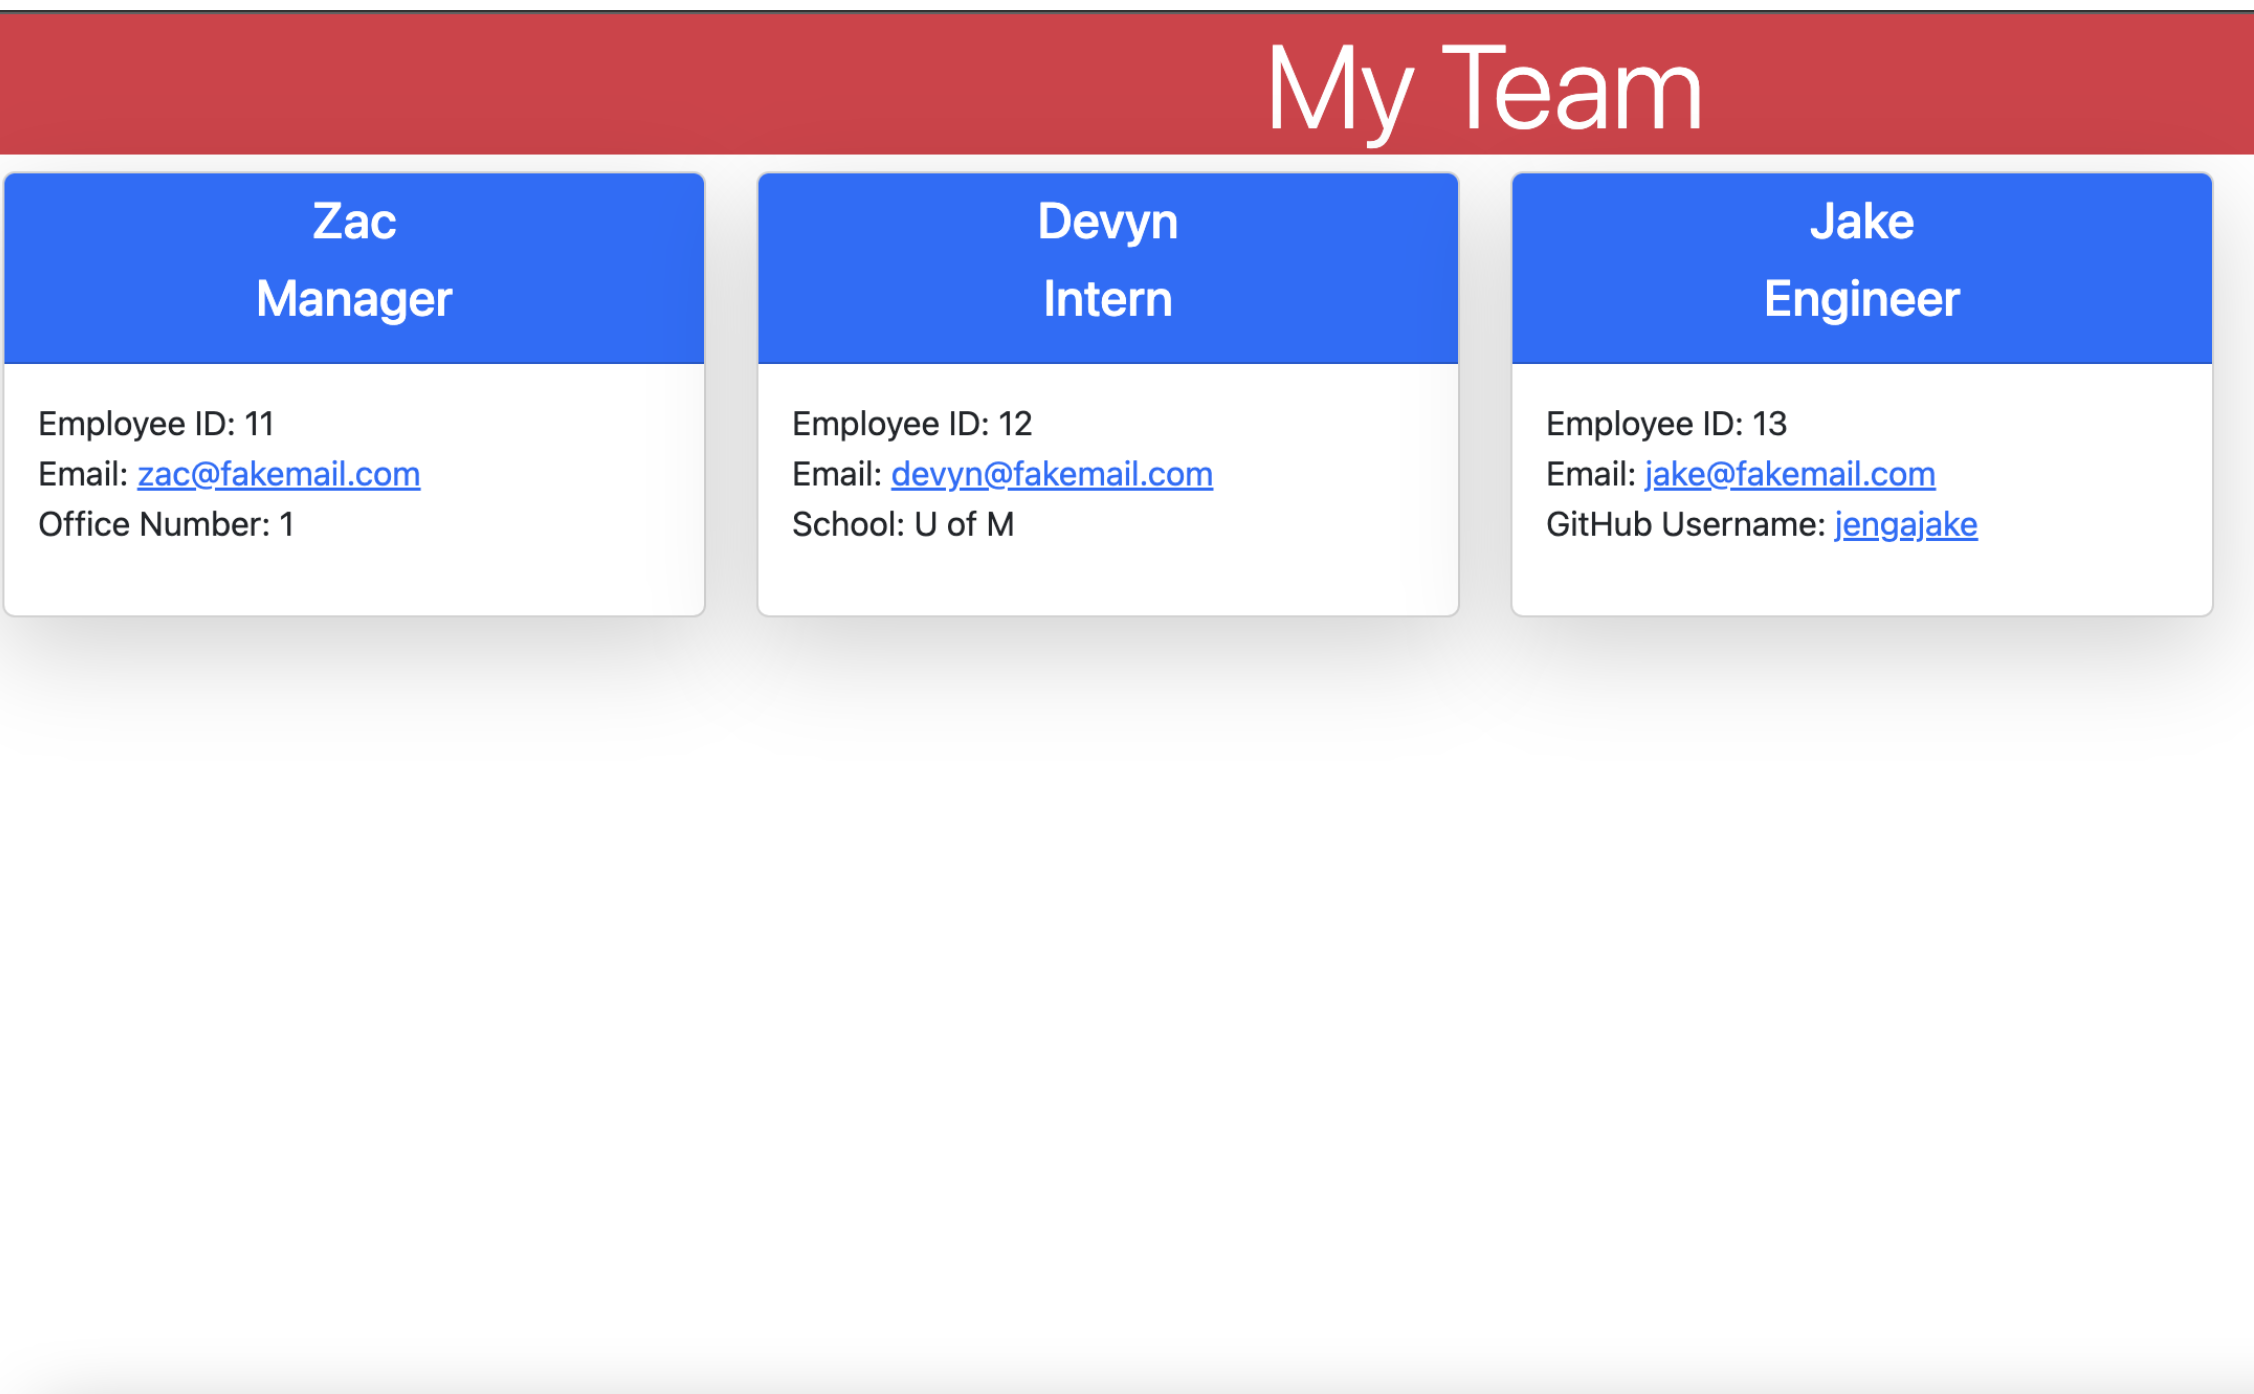 My Team
Zac
Manager
Employee ID: 11
Email: zac@fakemail.com
Office Number: 1
Devyn
Intern
Employee ID: 12
Email: devyn@fakemail.com
School: U of M
Jake
Engineer
Employee ID: 13
Email: jake@fakemail.com
GitHub Username: jengajake